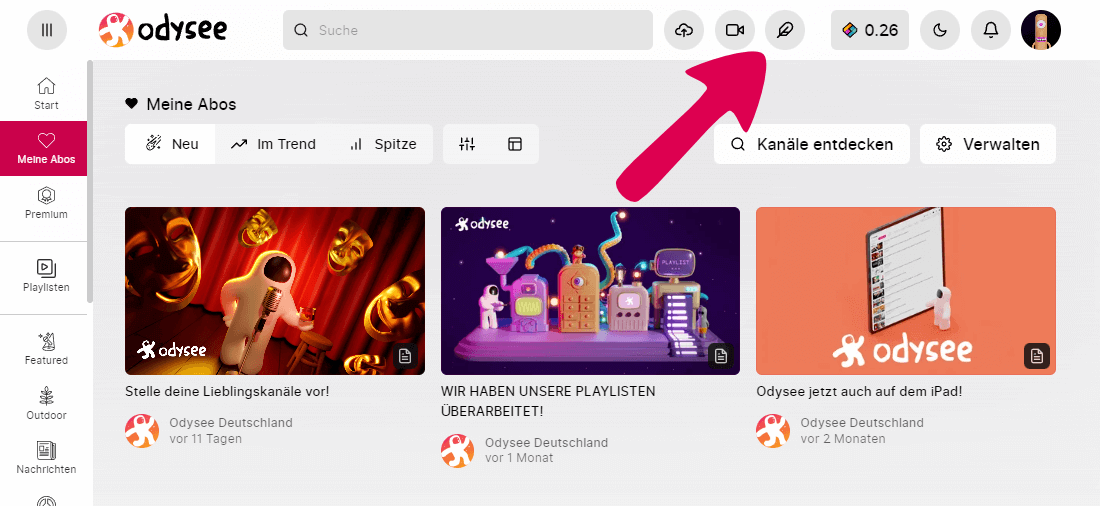 odysee
Suche
0.26
Start
Meine Abos
Premium
Playlisten
Featured
Outdoor
Nachrichten
Meine Abos
Neu
Im Trend
Spitze
Kanäle entdecken
Verwalten
odysee
odysee
PLAYLIST
odysee
Stelle deine Lieblingskanäle vor!
Odysee Deutschland
vor 11 Tagen
WIR HABEN UNSERE PLAYLISTEN
ÜBERARBEITET!
Odysee Deutschland
vor 1 Monat
Odysee jetzt auch auf dem iPad!
Odysee Deutschland
vor 2 Monaten